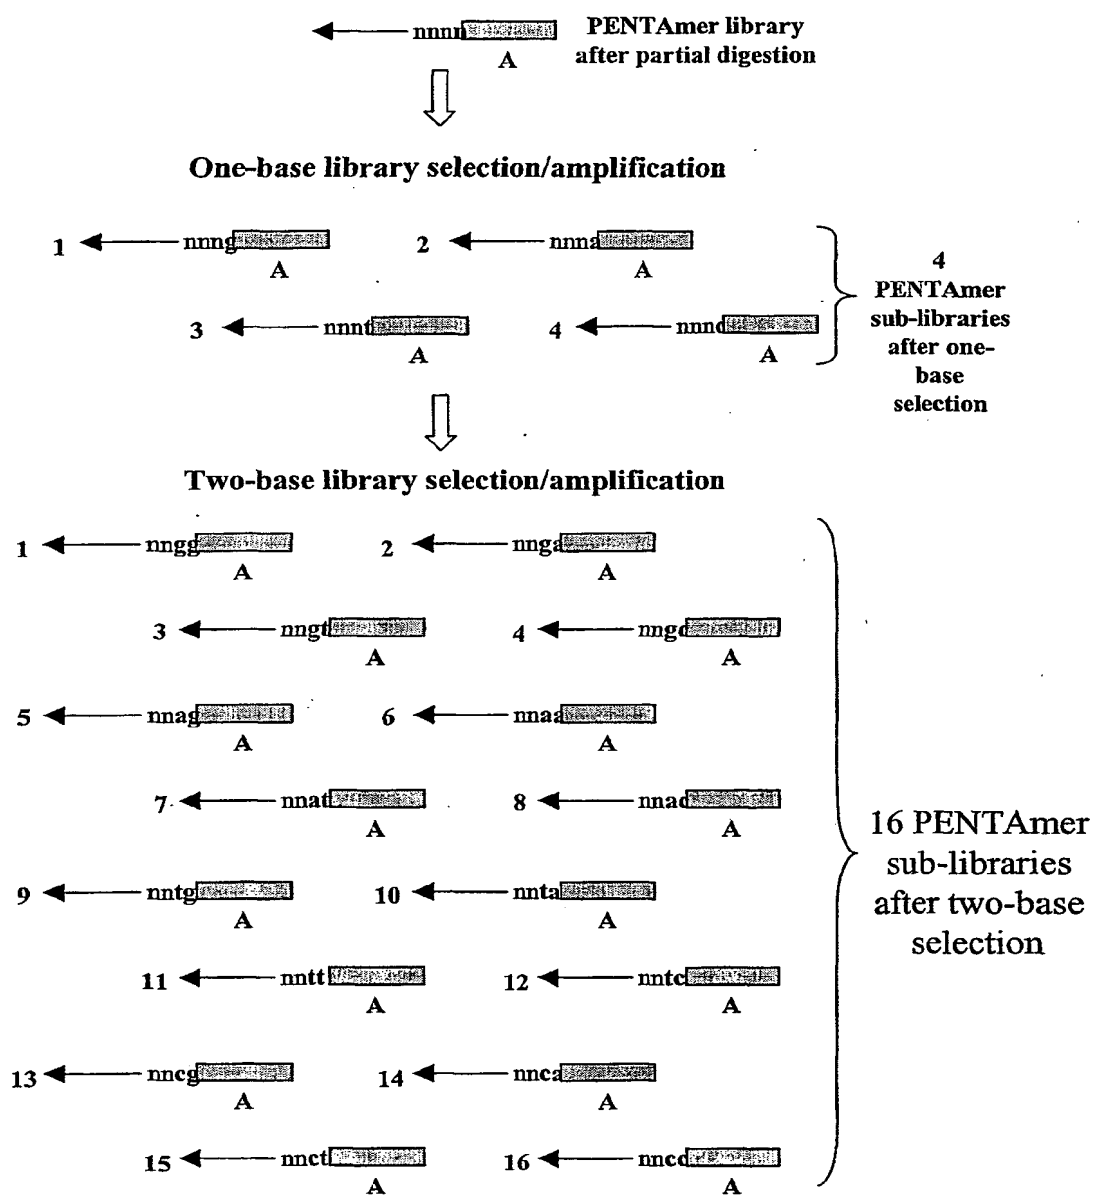 nnnn PENTAmer library
A after partial digestion
One-base library selection/amplification
1 nnng 2 nnna
A A
3 nnnt 4 nnnc
A A
4
PENTAmer
sub-libraries
after one-
base
selection
Two-base library selection/amplification
1 nngg 2 nnga
A A
3 nngt 4 nngc
A A
5 nnag 6 nnaa
A A
7 nnat 8 nnac
A A
9 nntg 10 nnta
A A
11 nntt 12 nntc
A A
13 nncg 14 nnca
A A
15 nnct 16 nncc
A A
16 PENTAmer
sub-libraries
after two-base
selection